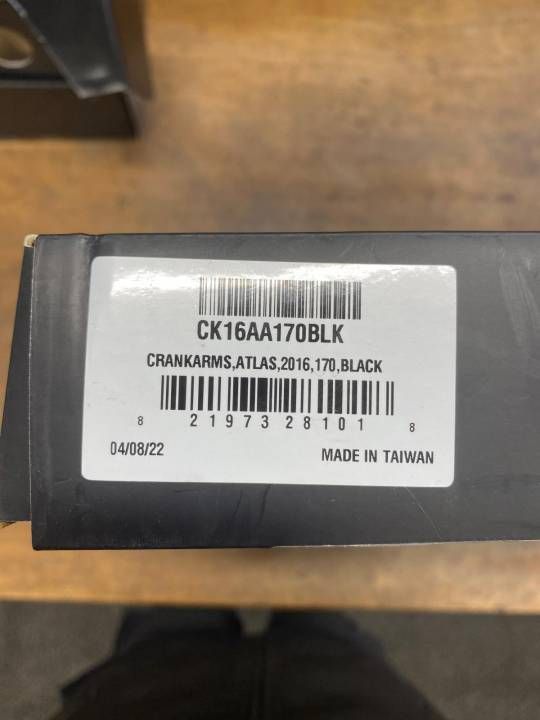 CK16AA170BLK
CRANKARMS,ATLAS,2016,170,BLACK
8 21973 28101 8
04/08/22 MADE IN TAIWAN